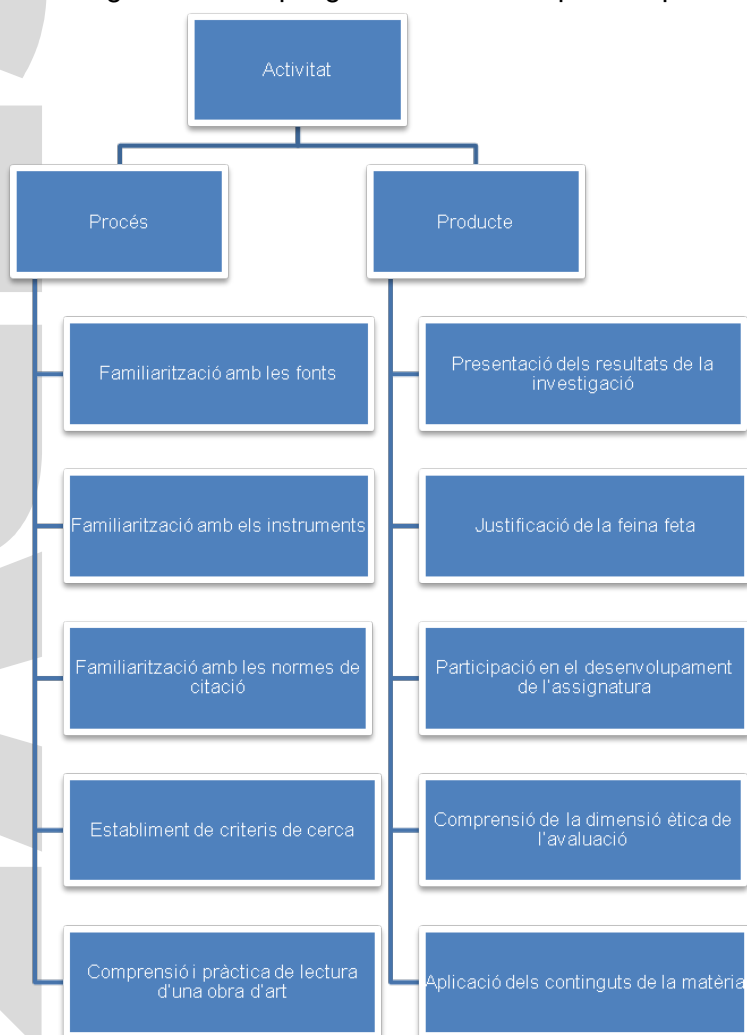 Activitat
Procés
Producte
Familiarització amb les fonts
Presentació dels resultats de la
investigació
Familiarització amb els instruments
Justificació de la feina feta
Familiarització amb les normes de
citació
Participació en el desenvolupament
de l'assignatura
Establiment de criteris de cerca
Comprensió de la dimensió ètica de
l'avaluació
Comprensió i pràctica de lectura
d'una obra d'art
Aplicació dels continguts de la matèria